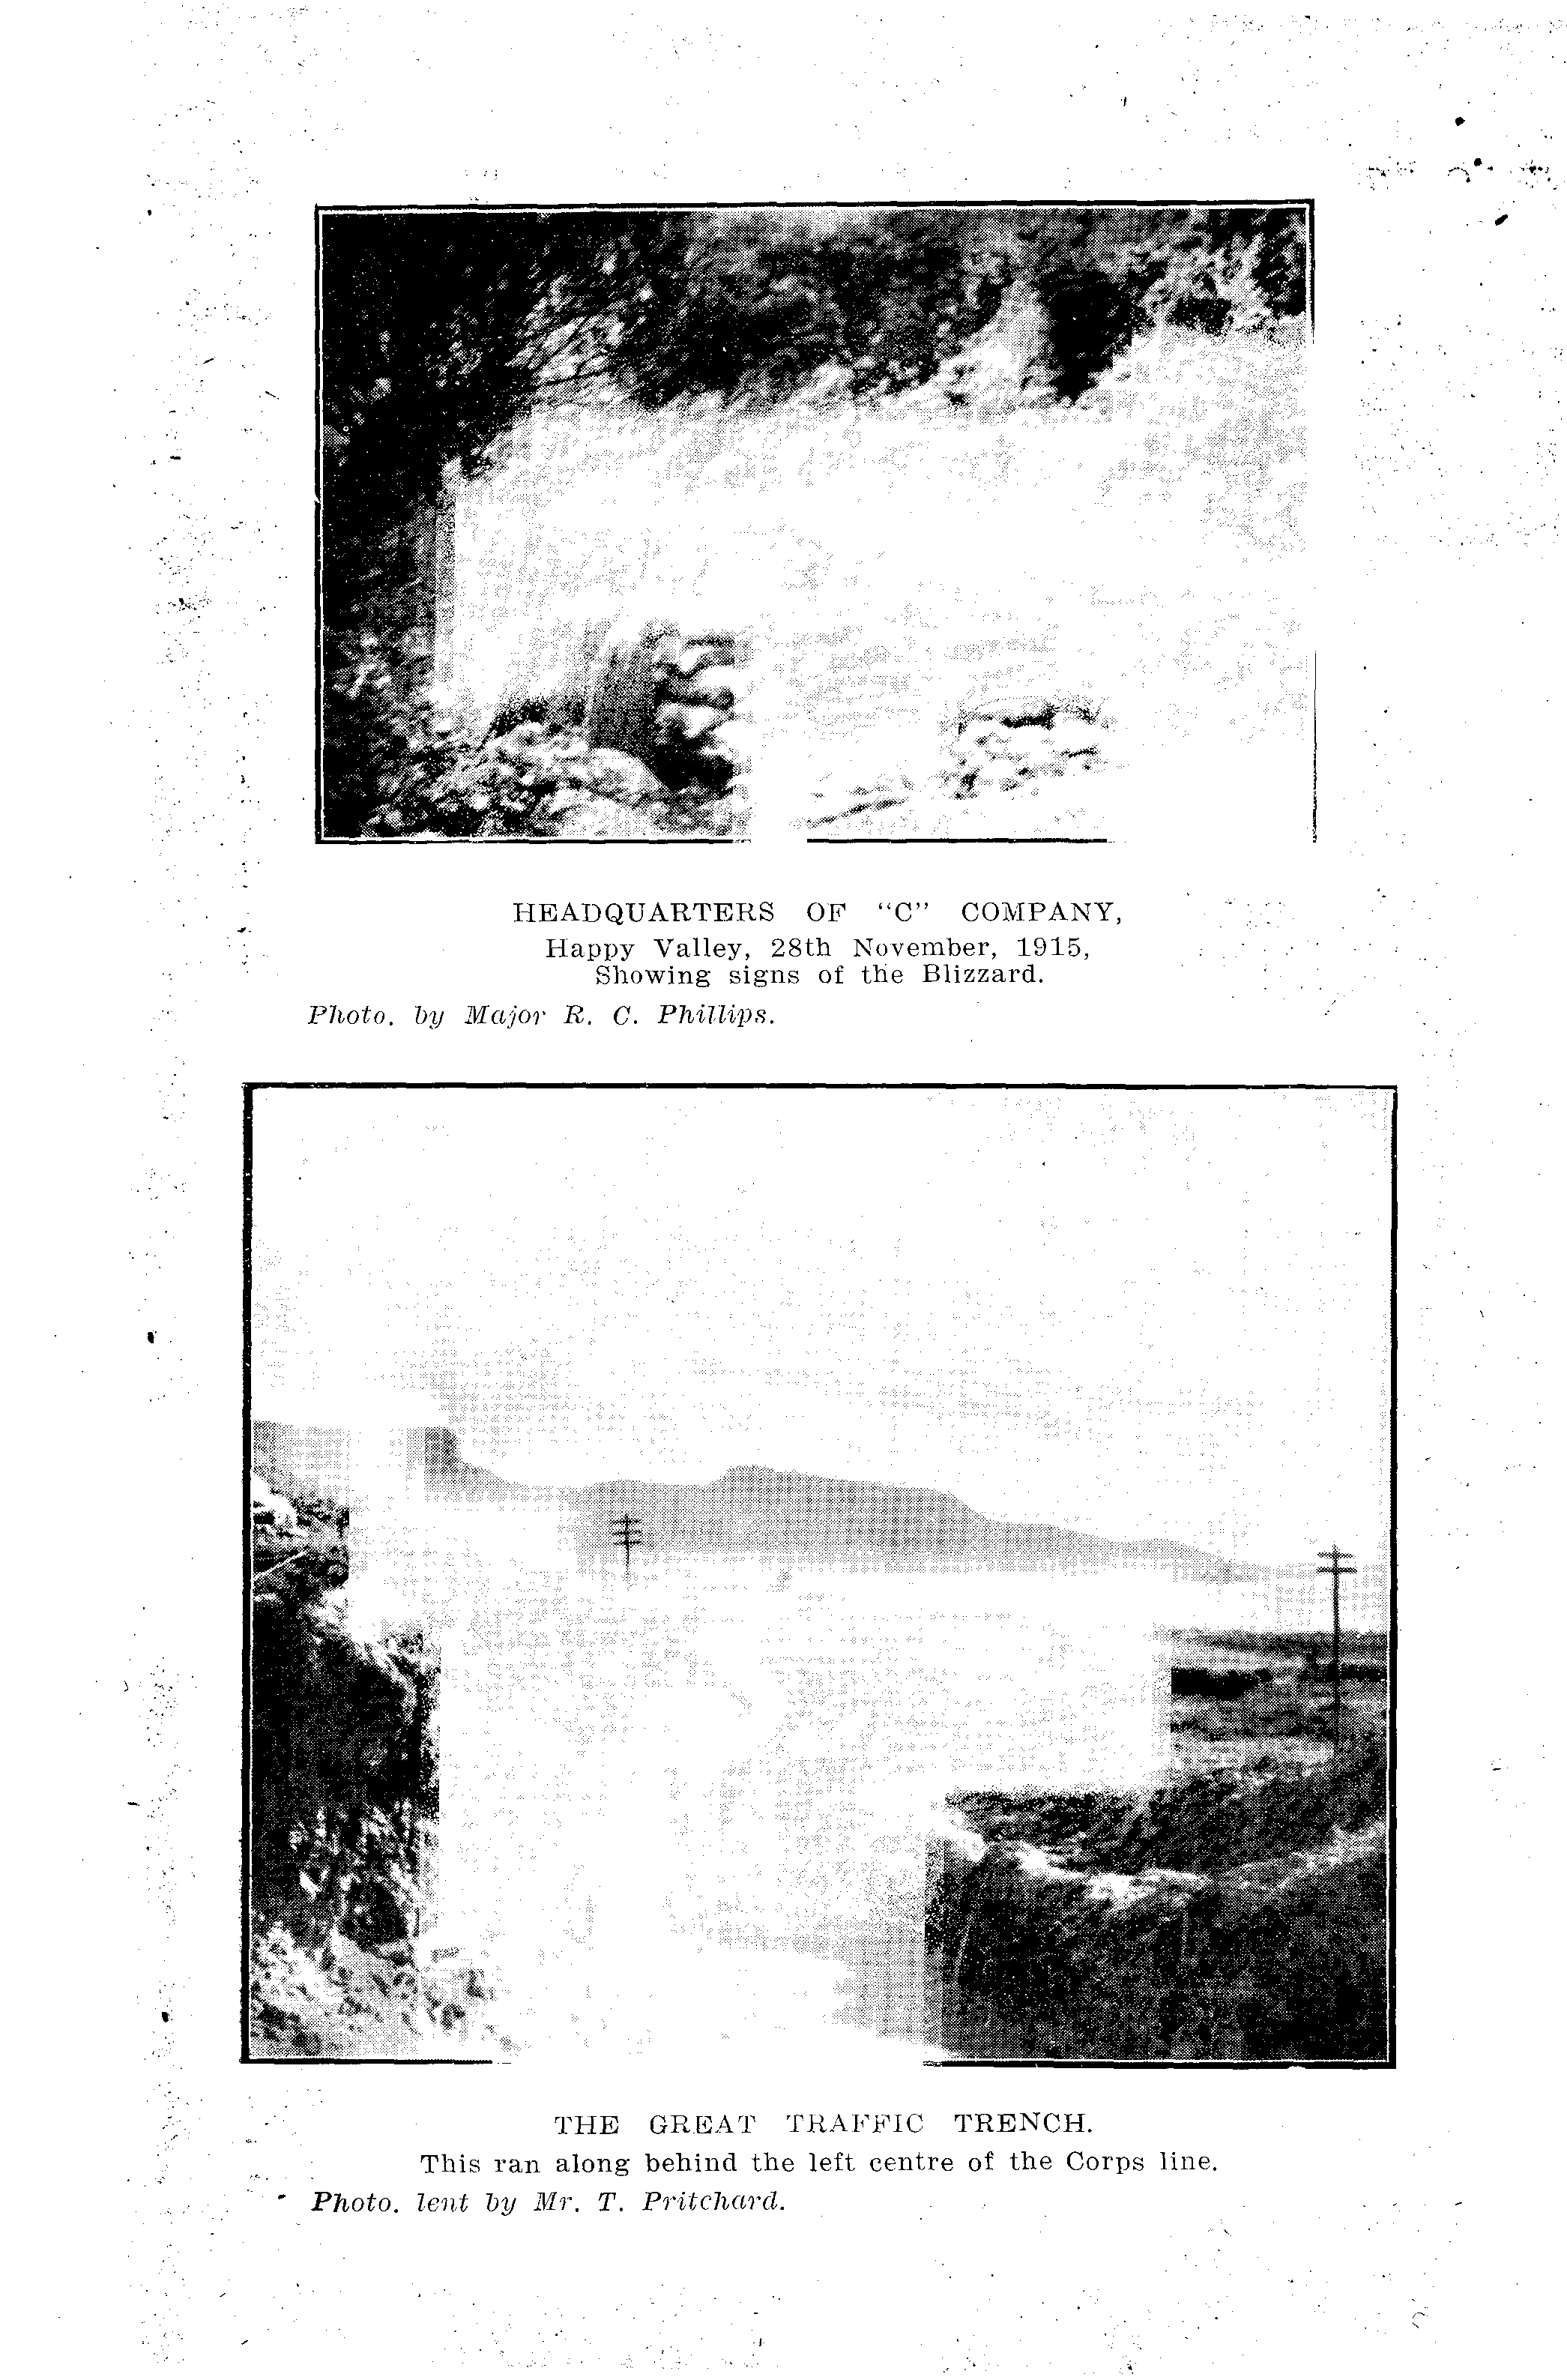 HEADQUARTERS OF "C" COMPANY,
Happy Valley, 28th November, 1915,
Showing signs of the Blizzard.
Photo. by Major R. C. Phillips.
THE GREAT TRAFFIC TRENCH.
This ran along behind the left centre of the Corps line.
Photo. lent by Mr. T. Pritchard.